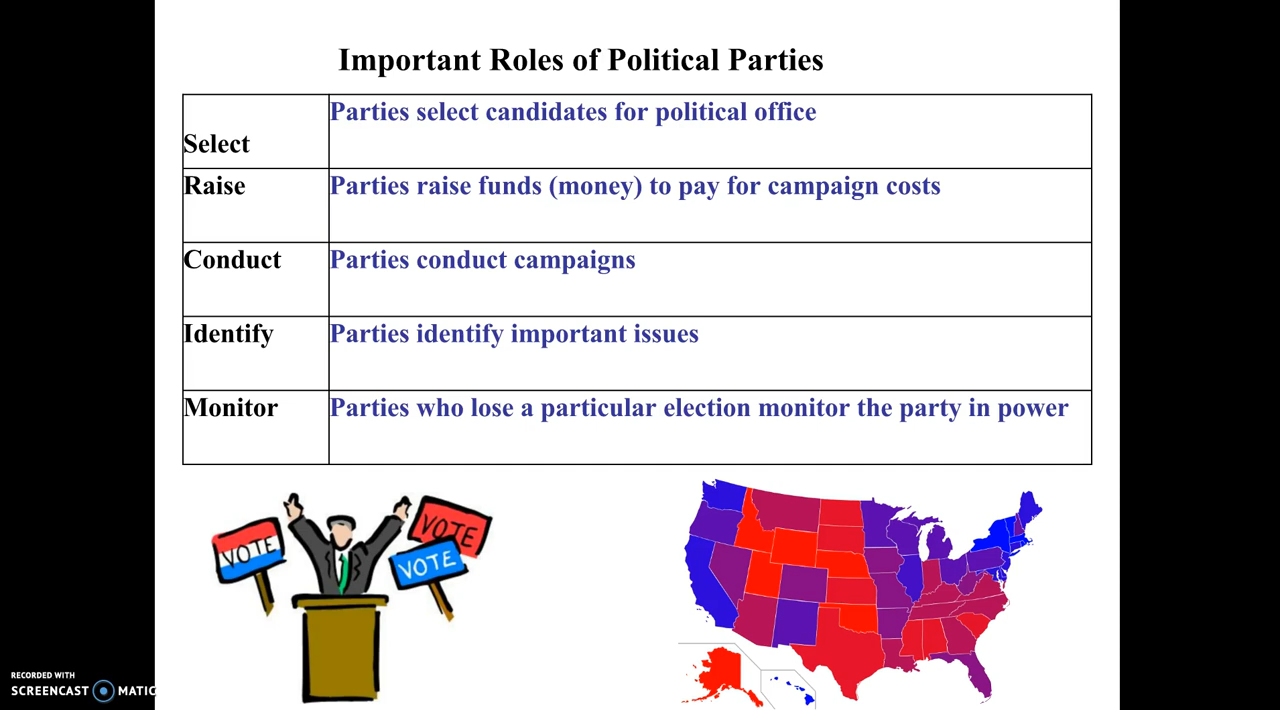 Important Roles of Political Parties
Select
Parties select candidates for political office
Raise
Parties raise funds (money) to pay for campaign costs
Conduct
Parties conduct campaigns
Identify
Parties identify important issues
Monitor
Parties who lose a particular election monitor the party in power
VOTE
VOTE
VOTE
RECORDED WITH
SCREENCAST MATIC